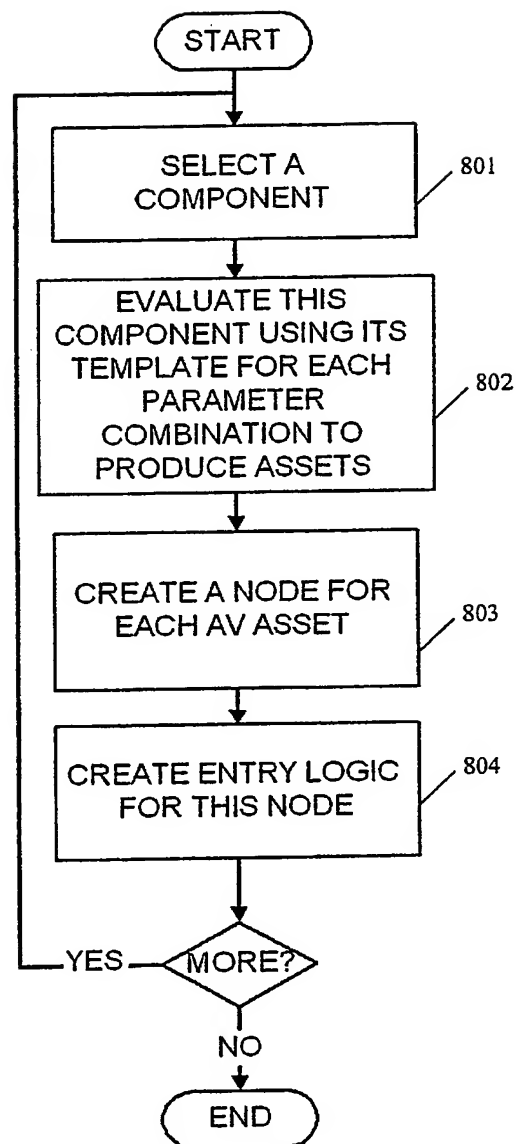 START
SELECT A
COMPONENT
801
EVALUATE THIS
COMPONENT USING ITS
TEMPLATE FOR EACH
PARAMETER
COMBINATION TO
PRODUCE ASSETS
802
CREATE A NODE FOR
EACH AV ASSET
803
CREATE ENTRY LOGIC
FOR THIS NODE
804
YES
MORE?
NO
END